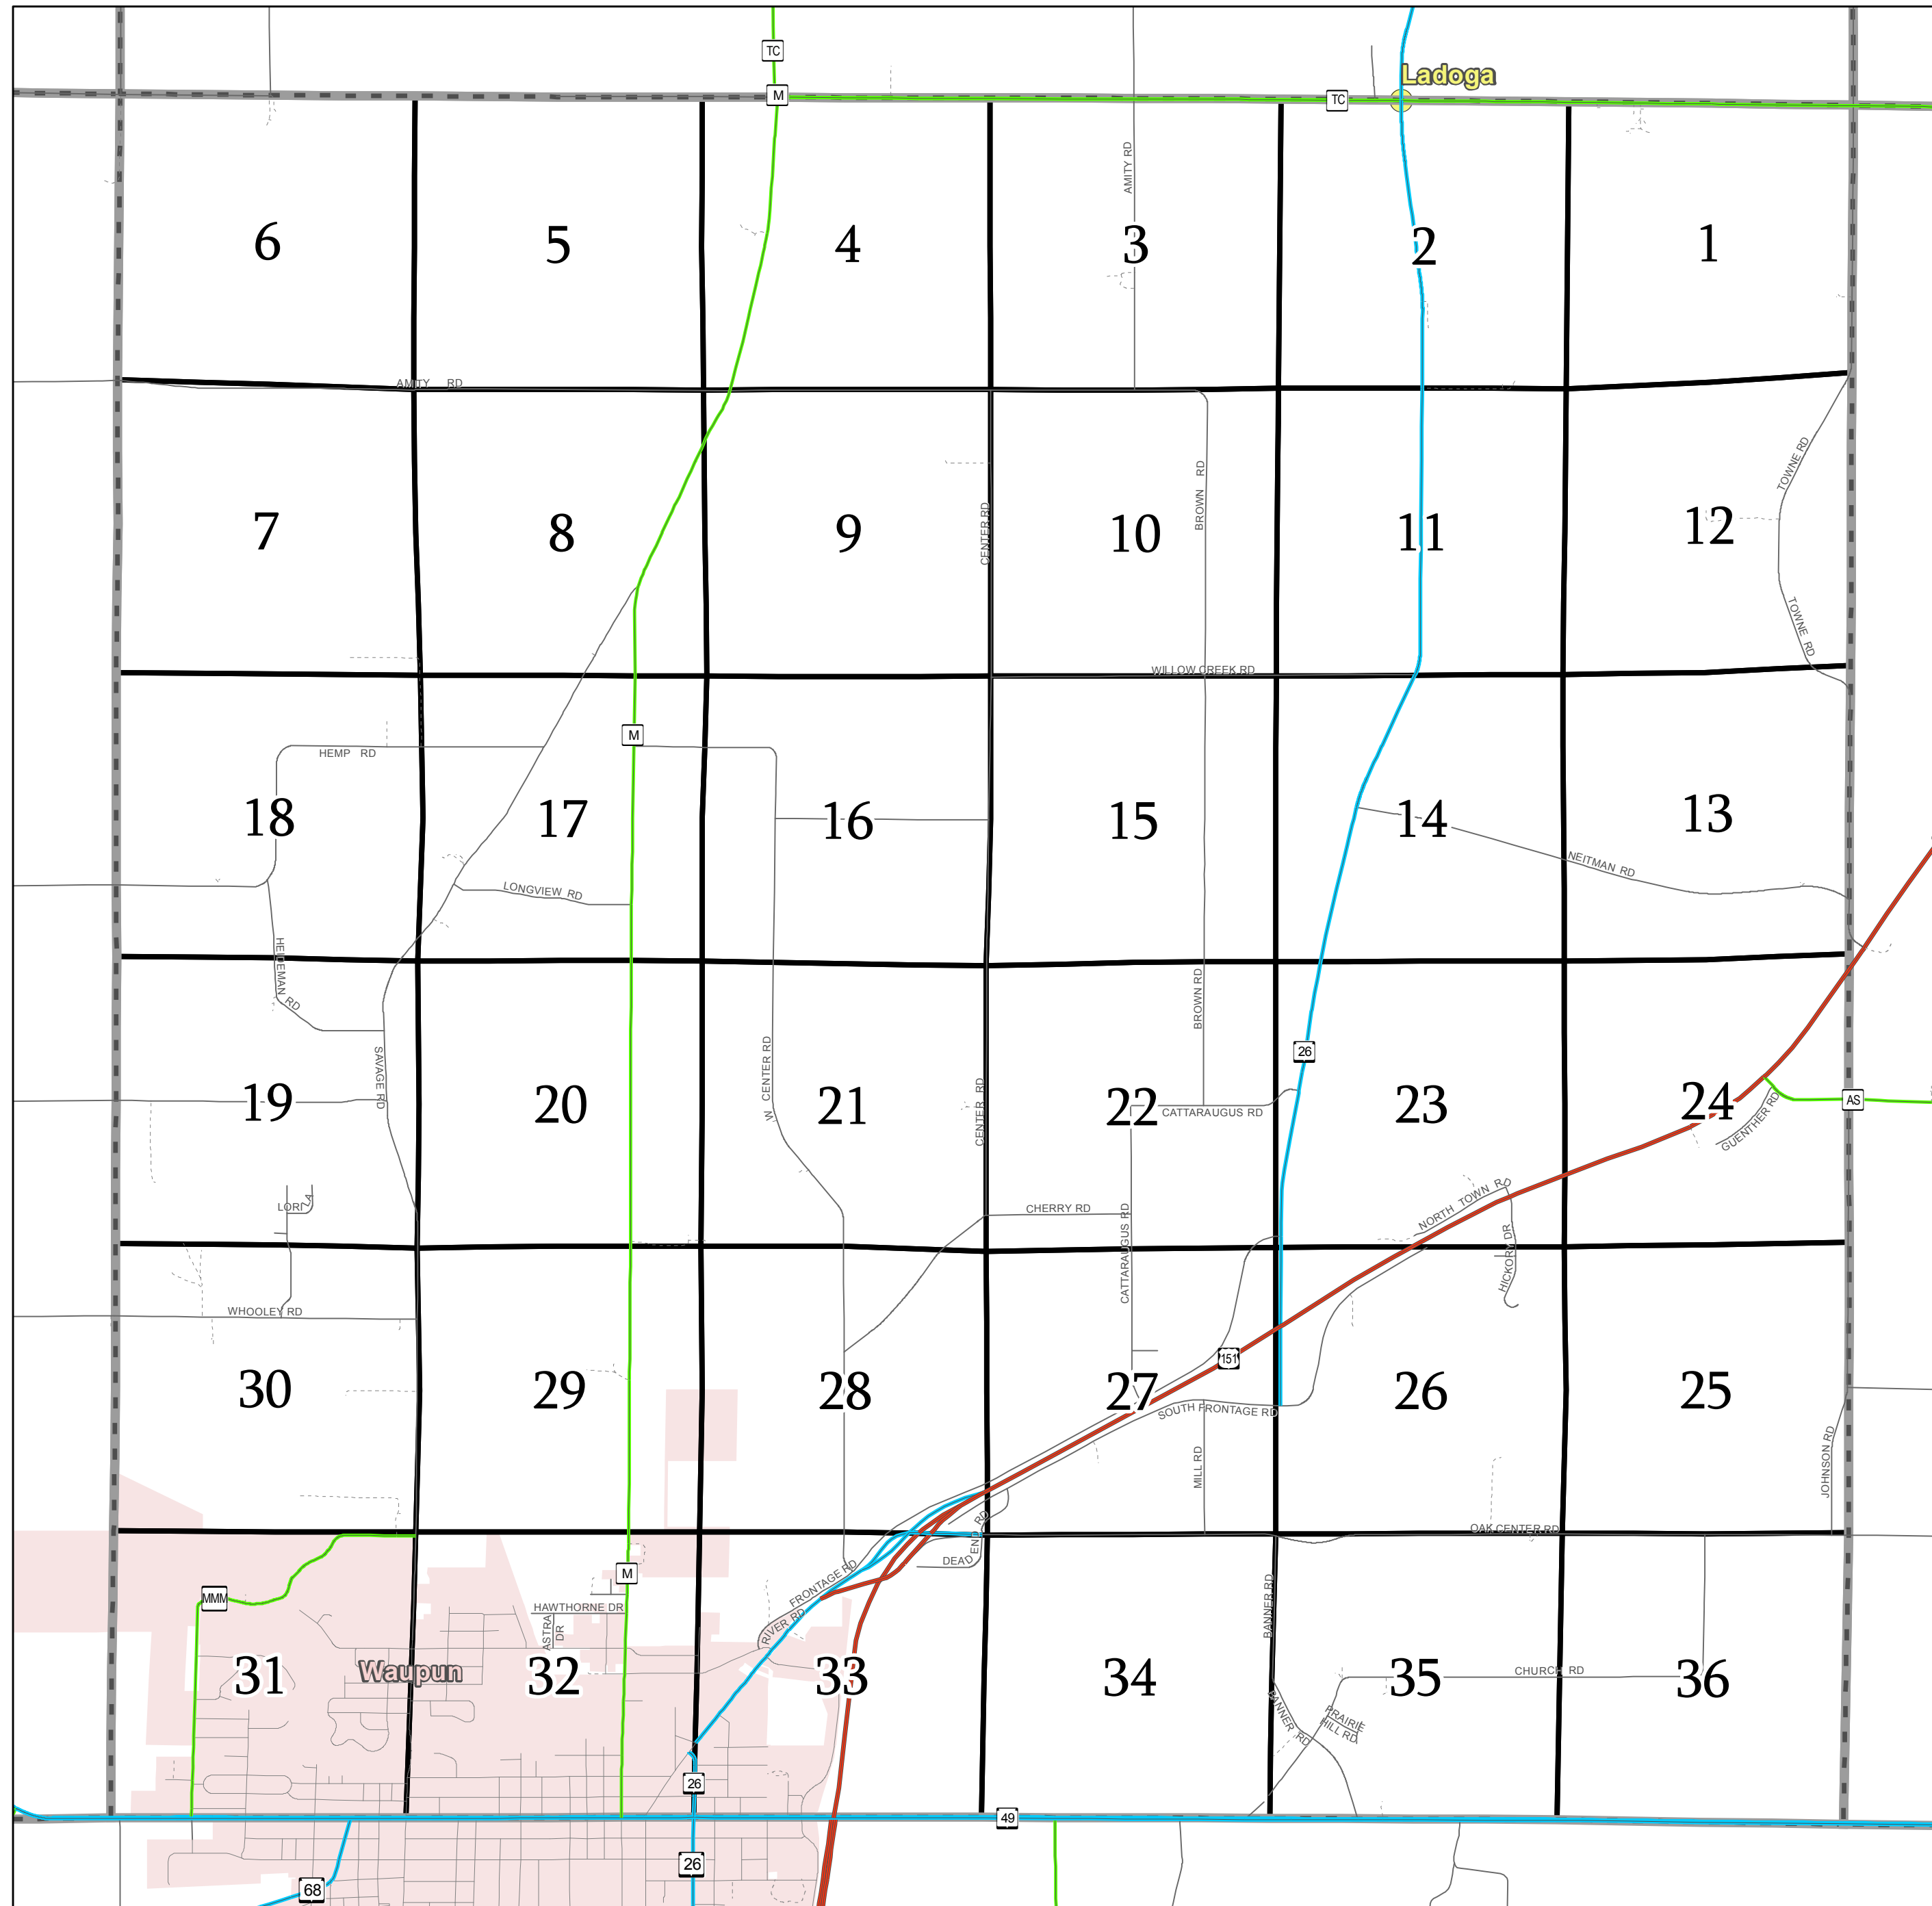 TC
Ladoga
M
TC
AMITY RD
6
5
4
3
2
1
AMITY RD
TOWNE RD
BROWN RD
CENTER RD
7
8
9
10
11
12
TOWNE RD
WILLOW CREEK RD
M
HEMP RD
18
17
16
15
14
13
NEITMAN RD
LONGVIEW RD
HEIDEMAN RD
BROWN RD
26
SAVAGE RD
W CENTER RD
CENTER RD
19
20
21
22
23
24
AS
CATTARAUGUS RD
GUENTHER RD
LORI LA
CHERRY RD
NORTH TOWN RD
CATTARAUGUS RD
HICKORY DR
WHOOLEY RD
151
30
29
28
27
26
25
SOUTH FRONTAGE RD
MILL RD
JOHNSON RD
OAK CENTER RD
DEAD END RD
M
MMM
FRONTAGE RD
HAWTHORNE DR
RIVER RD
ASTRA DR
BANNER RD
31
Waupun
32
33
34
35
36
CHURCH RD
BANNER RD
PRAIRIE
HILL RD
26
49
26
68